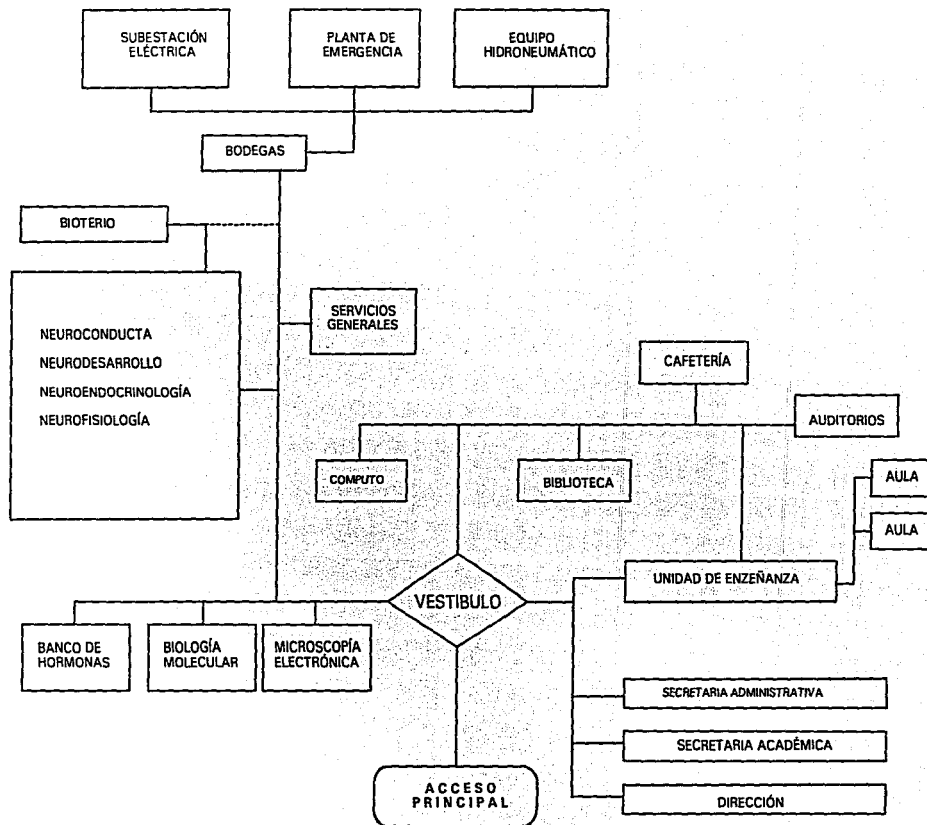 SUBESTACIÓN
ELÉCTRICA
PLANTA DE
EMERGENCIA
EQUIPO
HIDRONEUMÁTICO
BODEGAS
BIOTERIO
NEUROCONDUCTA
NEURODESARROLLO
NEUROENDOCRINOLOGÍA
NEUROFISIOLOGÍA
SERVICIOS
GENERALES
CAFETERÍA
AUDITORIOS
COMPUTO
BIBLIOTECA
AULA
AULA
UNIDAD DE ENZEÑANZA
VESTIBULO
BANCO DE
HORMONAS
BIOLOGÍA
MOLECULAR
MICROSCOPÍA
ELECTRÓNICA
SECRETARIA ADMINISTRATIVA
SECRETARIA ACADÉMICA
DIRECCIÓN
ACCESO
PRINCIPAL